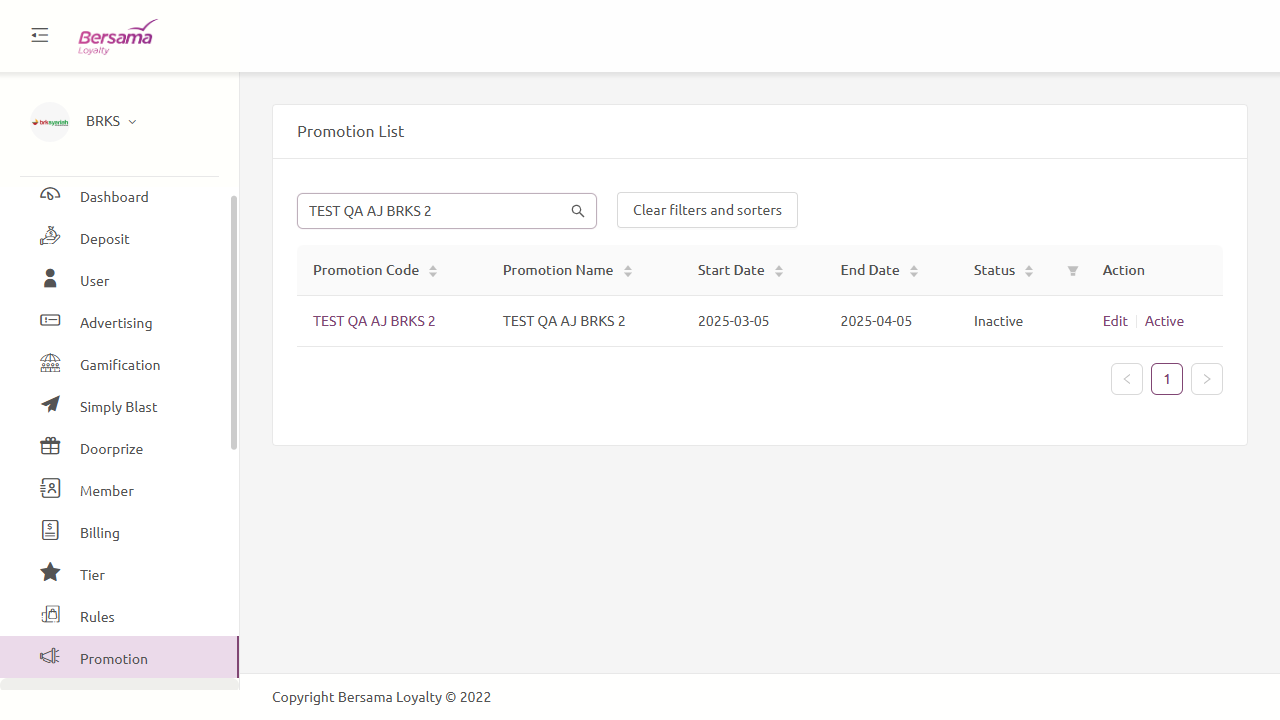 Bersama
Loyalty
brksyariah
BRKS
Dashboard
Deposit
User
Advertising
Gamification
Simply Blast
Doorprize
Member
Billing
Tier
Rules
Promotion
Promotion List
TEST QA AJ BRKS 2
Clear filters and sorters
Promotion Code Promotion Name Start Date End Date Status Action
TEST QA AJ BRKS 2 TEST QA AJ BRKS 2 2025-03-05 2025-04-05 Inactive Edit Active
1
Copyright Bersama Loyalty © 2022